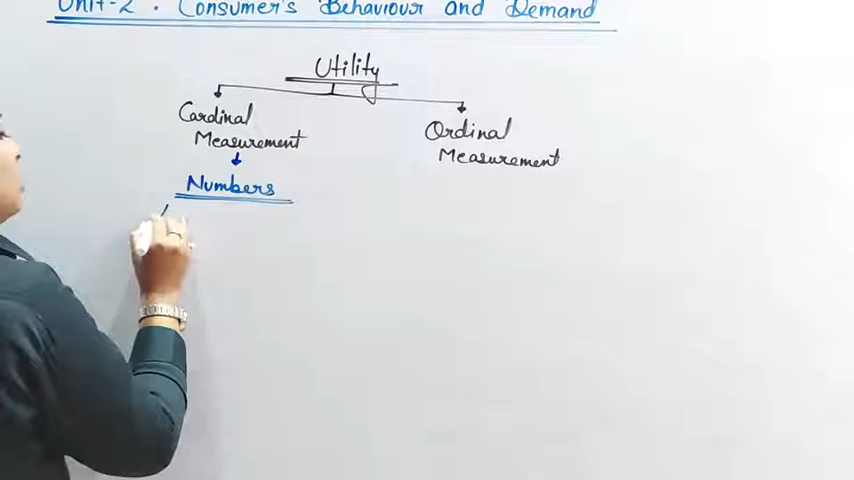 Unit-2 . Consumer's Behaviour and Demand
Utility
Cardinal
Measurement
Numbers
Ordinal
Measurement